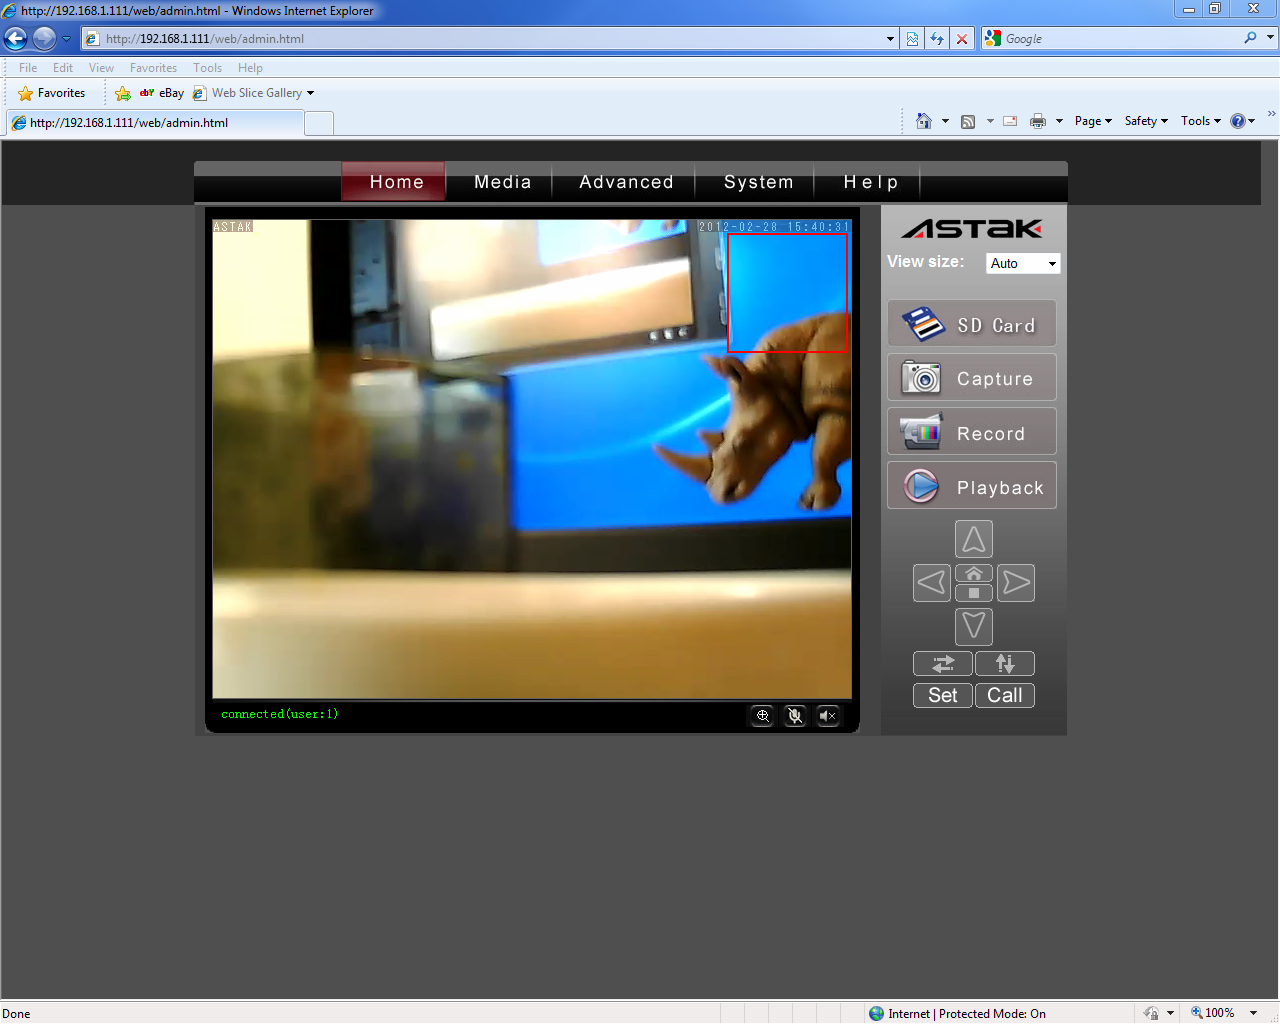 http://192.168.1.111/web/admin.html - Windows Internet Explorer
http://192.168.1.111/web/admin.html
Google
File Edit View Favorites Tools Help
Favorites eBay Web Slice Gallery
http://192.168.1.111/web/admin.html
Page Safety Tools
Home Media Advanced System Help
ASTAK
2012-02-28 15:40:31
ASTAK
View size: Auto
SD Card
Capture
Record
Playback
Set Call
connected(user:1)
Done
Internet | Protected Mode: On
100%